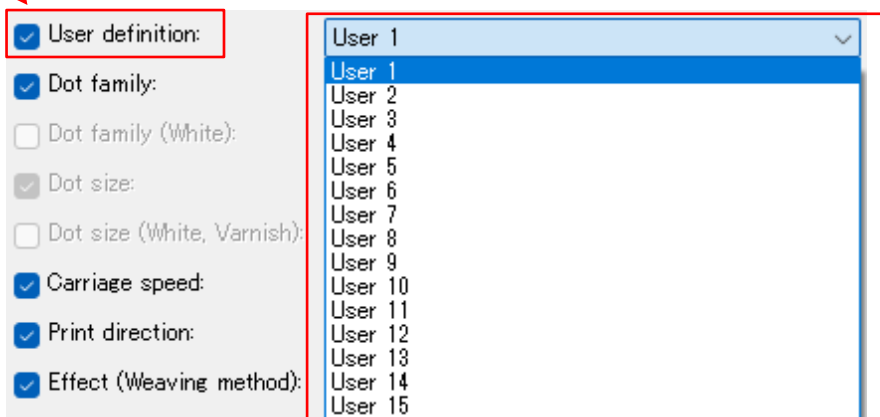 User definition:
User 1
Dot family:
User 1
User 2
Dot family (White):
User 3
User 4
Dot size:
User 5
User 6
Dot size (White, Varnish):
User 7
User 8
User 9
Carriage speed:
User 10
User 11
Print direction:
User 12
User 13
Effect (Weaving method):
User 14
User 15